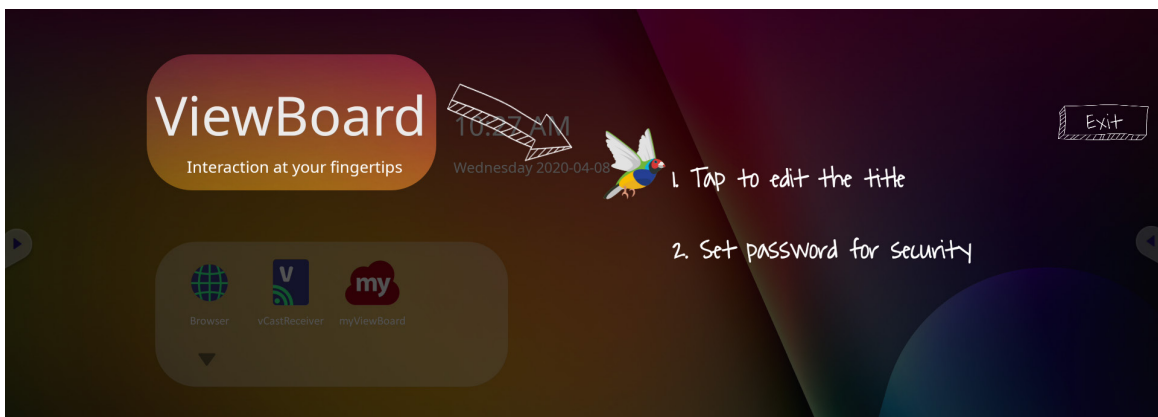 ViewBoard
Interaction at your fingertips
10:27 AM
Wednesday 2020-04-08
Exit
1. Tap to edit the title
2. Set password for security
V
my
Browser
vCastReceiver
myViewBoard